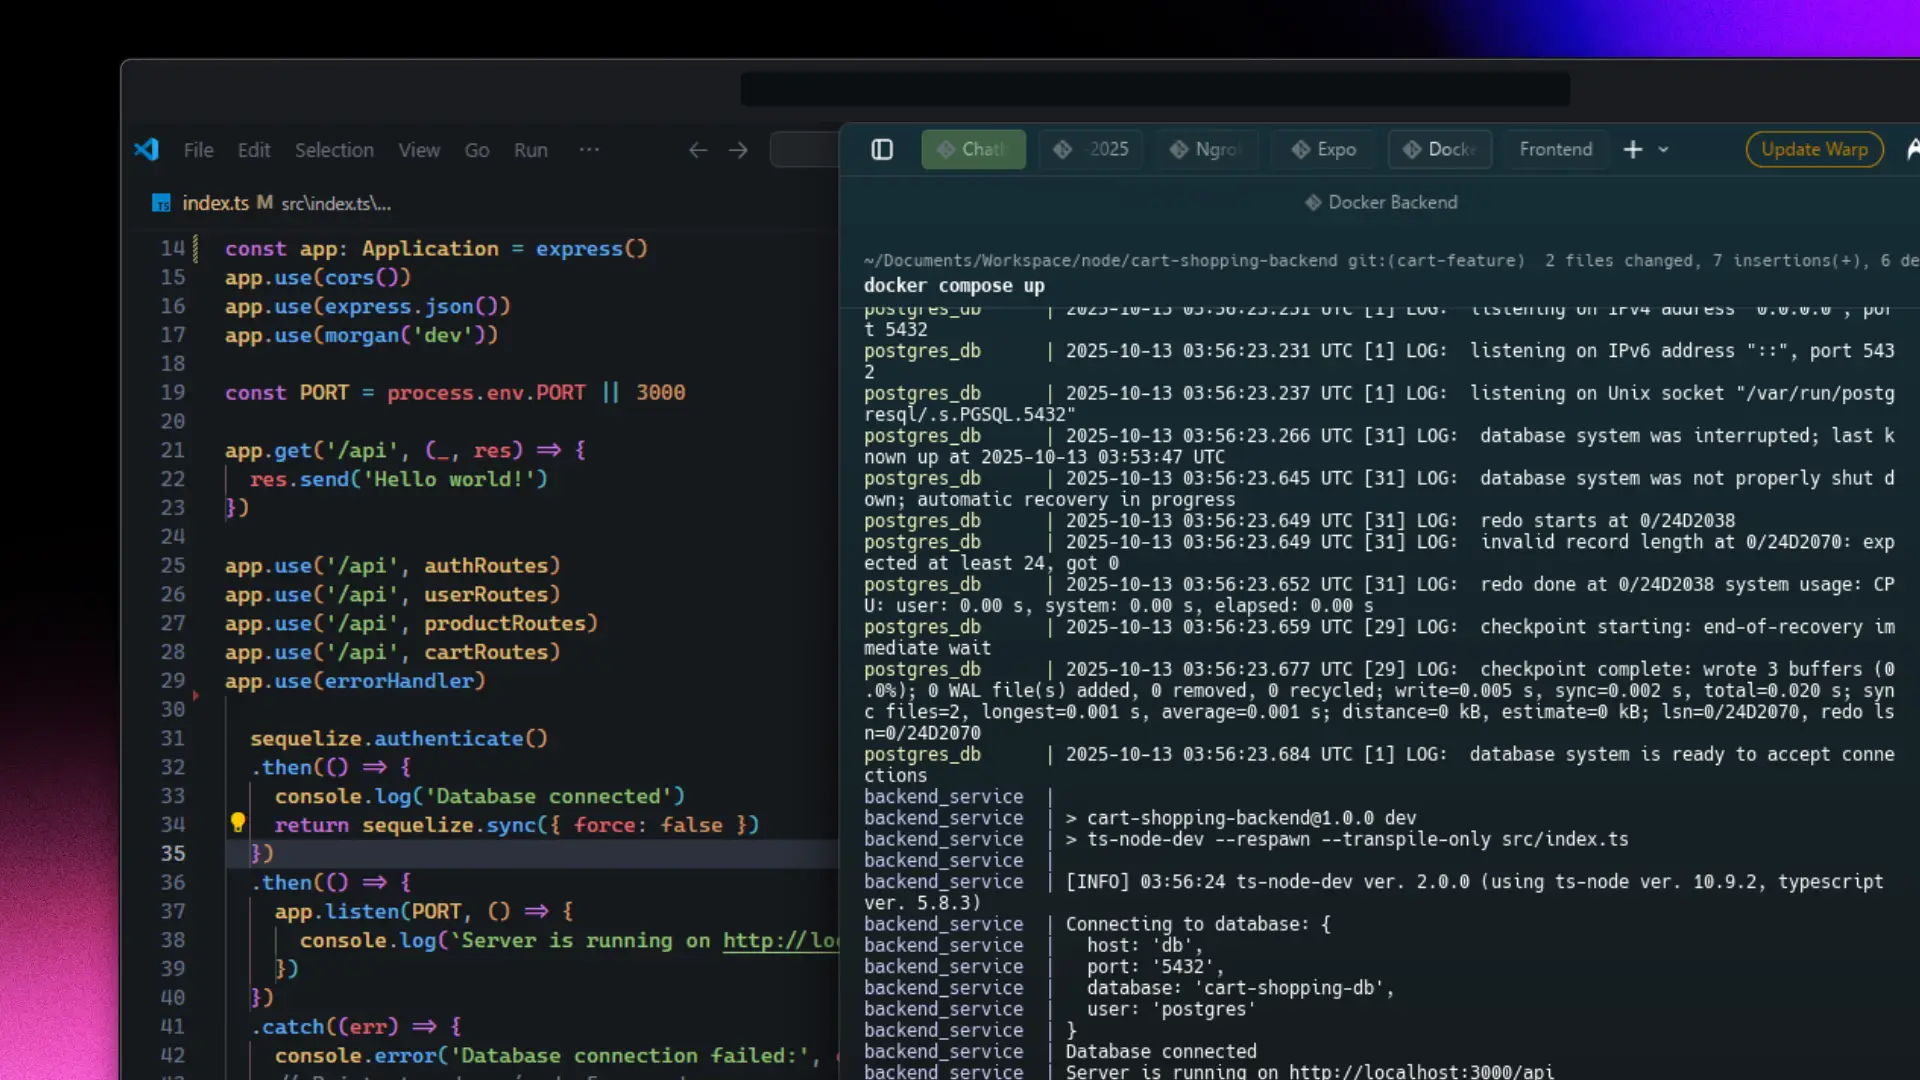 File Edit Selection View Go Run ...
index.ts M src\index.ts\...
14 const app: Application = express()
15 app.use(cors())
16 app.use(express.json())
17 app.use(morgan('dev'))
18
19 const PORT = process.env.PORT || 3000
20
21 app.get('/api', (_, res) => {
22 res.send('Hello world!')
23 })
24
25 app.use('/api', authRoutes)
26 app.use('/api', userRoutes)
27 app.use('/api', productRoutes)
28 app.use('/api', cartRoutes)
29 app.use(errorHandler)
30
31 sequelize.authenticate()
32 .then(() => {
33 console.log('Database connected')
34 return sequelize.sync({ force: false })
35 })
36 .then(() => {
37 app.listen(PORT, () => {
38 console.log(`Server is running on http://lo
39 })
40 })
41 .catch((err) => {
42 console.error('Database connection failed:',
Chat -2025 Ngro Expo Docke Frontend + Update Warp
Docker Backend
~/Documents/Workspace/node/cart-shopping-backend git:(cart-feature) 2 files changed, 7 insertions(+), 6 de
docker compose up
postgres_db | 2025-10-13 03:56:23.231 UTC [1] LOG: listening on IPv4 address "0.0.0.0", por
t 5432
postgres_db | 2025-10-13 03:56:23.231 UTC [1] LOG: listening on IPv6 address "::", port 543
2
postgres_db | 2025-10-13 03:56:23.237 UTC [1] LOG: listening on Unix socket "/var/run/postg
resql/.s.PGSQL.5432"
postgres_db | 2025-10-13 03:56:23.266 UTC [31] LOG: database system was interrupted; last k
nown up at 2025-10-13 03:53:47 UTC
postgres_db | 2025-10-13 03:56:23.645 UTC [31] LOG: database system was not properly shut d
own; automatic recovery in progress
postgres_db | 2025-10-13 03:56:23.649 UTC [31] LOG: redo starts at 0/24D2038
postgres_db | 2025-10-13 03:56:23.649 UTC [31] LOG: invalid record length at 0/24D2070: exp
ected at least 24, got 0
postgres_db | 2025-10-13 03:56:23.652 UTC [31] LOG: redo done at 0/24D2038 system usage: CP
U: user: 0.00 s, system: 0.00 s, elapsed: 0.00 s
postgres_db | 2025-10-13 03:56:23.659 UTC [29] LOG: checkpoint starting: end-of-recovery im
mediate wait
postgres_db | 2025-10-13 03:56:23.677 UTC [29] LOG: checkpoint complete: wrote 3 buffers (0
.0%); 0 WAL file(s) added, 0 removed, 0 recycled; write=0.005 s, sync=0.002 s, total=0.020 s; syn
c files=2, longest=0.001 s, average=0.001 s; distance=0 kB, estimate=0 kB; lsn=0/24D2070, redo ls
n=0/24D2070
postgres_db | 2025-10-13 03:56:23.684 UTC [1] LOG: database system is ready to accept conne
ctions
backend_service |
backend_service | > cart-shopping-backend@1.0.0 dev
backend_service | > ts-node-dev --respawn --transpile-only src/index.ts
backend_service |
backend_service | [INFO] 03:56:24 ts-node-dev ver. 2.0.0 (using ts-node ver. 10.9.2, typescript
ver. 5.8.3)
backend_service | Connecting to database: {
backend_service | host: 'db',
backend_service | port: '5432',
backend_service | database: 'cart-shopping-db',
backend_service | user: 'postgres'
backend_service | }
backend_service | Database connected
backend_service | Server is running on http://localhost:3000/api